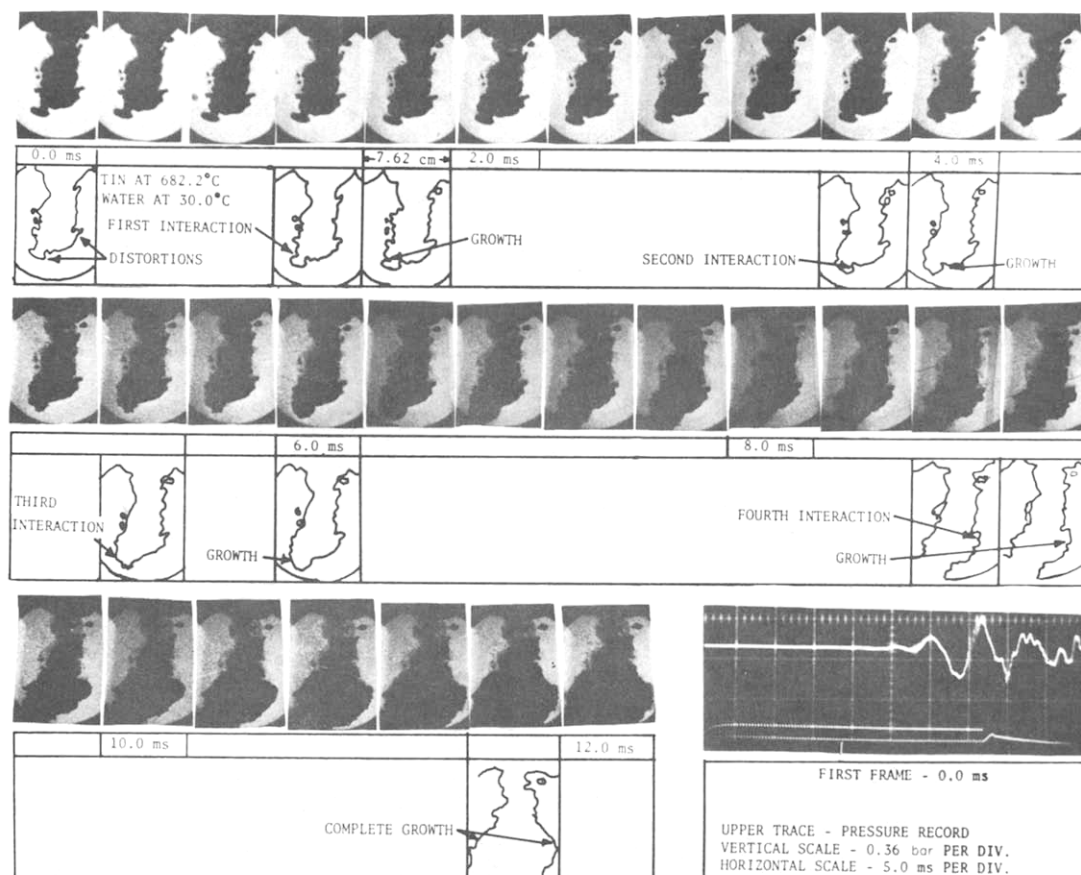 0.0 ms
7.62 cm
2.0 ms
4.0 ms
TIN AT 682.2°C
WATER AT 30.0°C
FIRST INTERACTION
DISTORTIONS
GROWTH
SECOND INTERACTION
GROWTH
6.0 ms
8.0 ms
THIRD
INTERACTION
GROWTH
FOURTH INTERACTION
GROWTH
10.0 ms
12.0 ms
COMPLETE GROWTH
FIRST FRAME - 0.0 ms
UPPER TRACE - PRESSURE RECORD
VERTICAL SCALE - 0.36 bar PER DIV.
HORIZONTAL SCALE - 5.0 ms PER DIV.